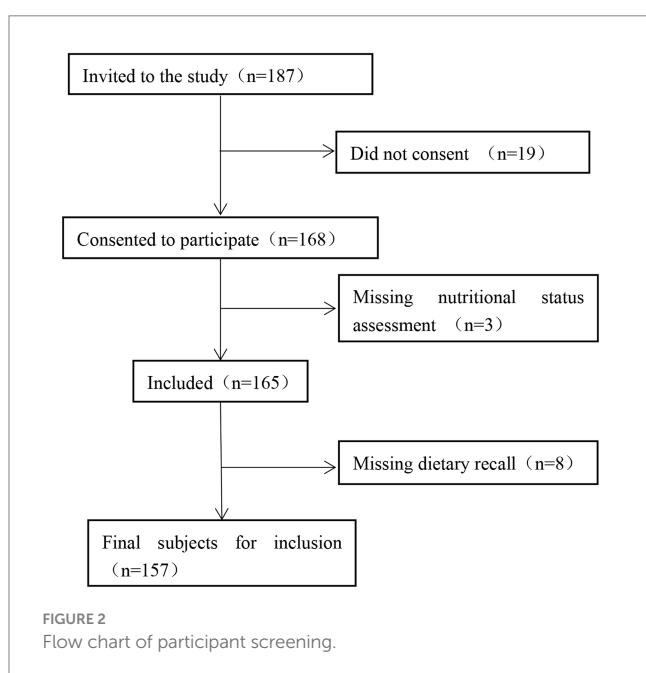 Invited to the study（n=187）
Did not consent （n=19）
Consented to participate（n=168）
Missing nutritional status
assessment （n=3）
Included（n=165）
Missing dietary recall（n=8）
Final subjects for inclusion
（n=157）
FIGURE 2
Flow chart of participant screening.